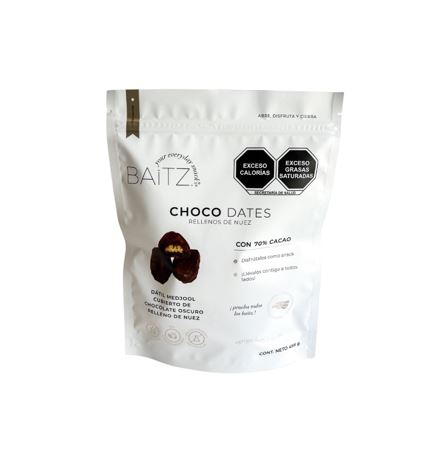 ABRE, DISFRUTA Y CIERRA
your everyday snack
BAITZ
EXCESO
CALORÍAS
EXCESO
GRASAS
SATURADAS
SECRETARÍA DE SALUD
CHOCO DATES
RELLENOS DE NUEZ
CON 70% CACAO
Disfrútalos como snack
¡Llévalos contigo a todos
lados!
DÁTIL MEDJOOL
CUBIERTO DE
CHOCOLATE OSCURO
RELLENO DE NUEZ
¡prueba todos
los baitz!
CONT. NETO